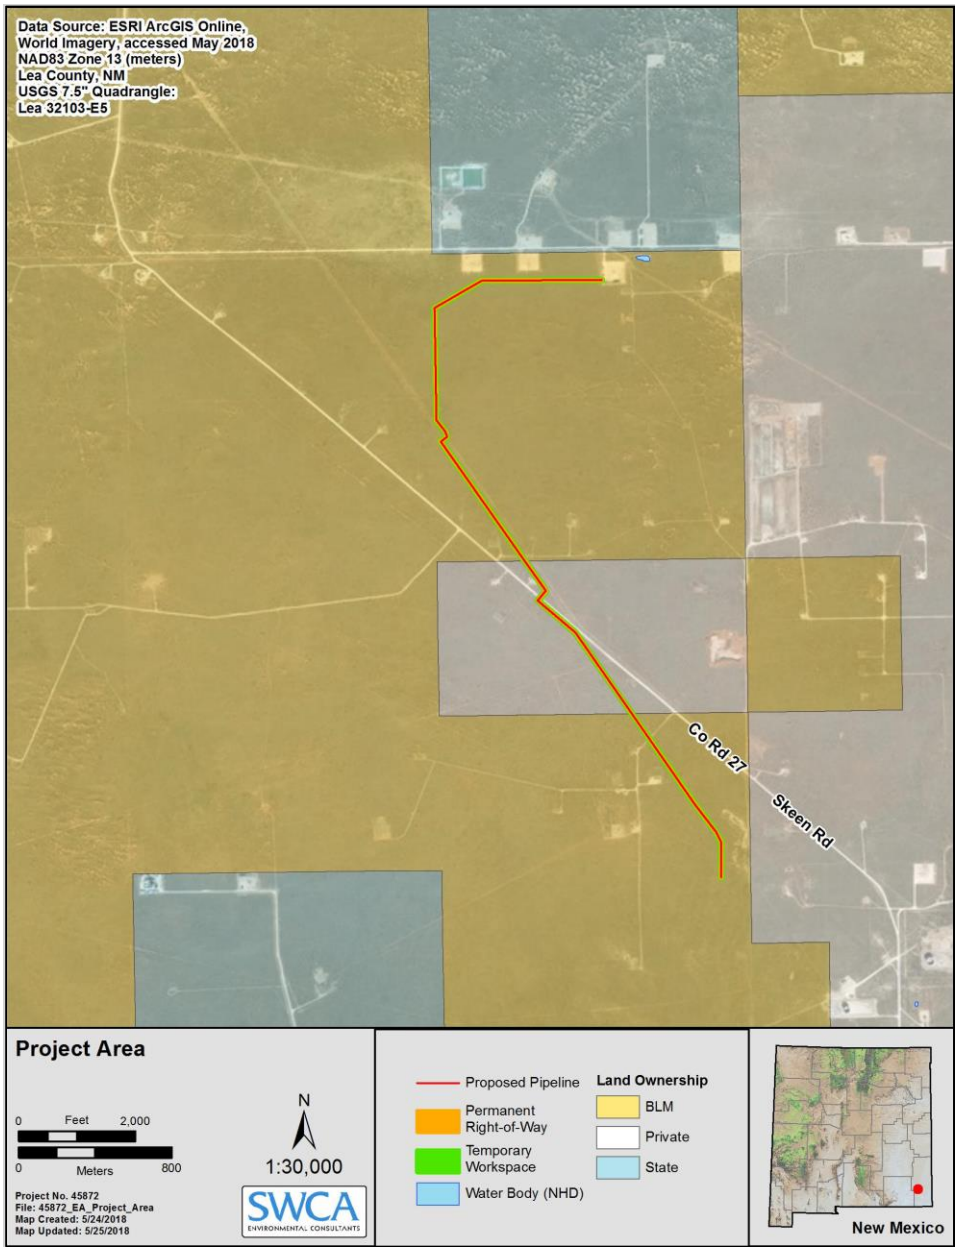 Data Source: ESRI ArcGIS Online,
World Imagery, accessed May 2018
NAD83 Zone 13 (meters)
Lea County, NM
USGS 7.5" Quadrangle:
Lea 32103-E5
Co Rd 27
Skeen Rd
Project Area
0 Feet 2,000
0 Meters 800
N
1:30,000
Project No. 45872
File: 45872_EA_Project_Area
Map Created: 5/24/2018
Map Updated: 5/25/2018
SWCA
ENVIRONMENTAL CONSULTANTS
Proposed Pipeline
Permanent
Right-of-Way
Temporary
Workspace
Water Body (NHD)
Land Ownership
BLM
Private
State
New Mexico